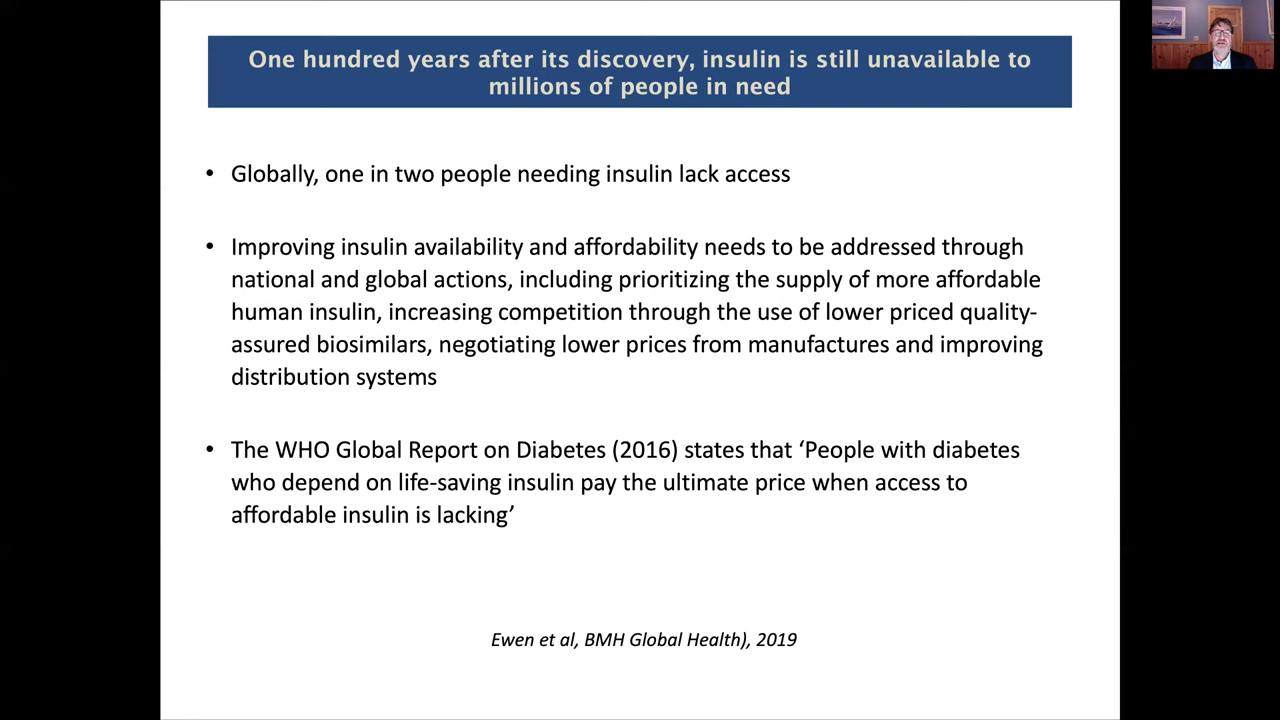 One hundred years after its discovery, insulin is still unavailable to
millions of people in need
• Globally, one in two people needing insulin lack access
• Improving insulin availability and affordability needs to be addressed through
national and global actions, including prioritizing the supply of more affordable
human insulin, increasing competition through the use of lower priced quality-
assured biosimilars, negotiating lower prices from manufactures and improving
distribution systems
• The WHO Global Report on Diabetes (2016) states that ‘People with diabetes
who depend on life-saving insulin pay the ultimate price when access to
affordable insulin is lacking’
Ewen et al, BMH Global Health), 2019